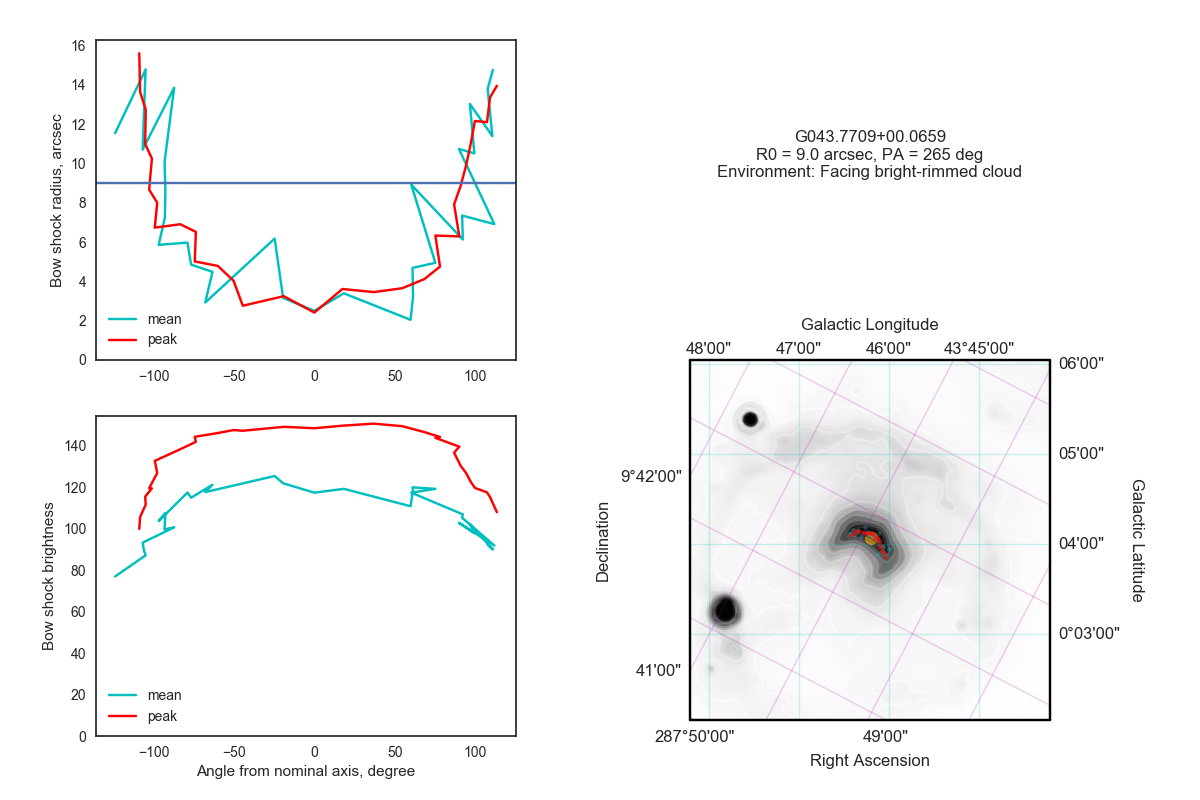 16
14
12
10
8
6
4
2
0
Bow shock radius, arcsec
mean
peak
−100
−50
0
50
100
140
120
100
80
60
40
20
0
Bow shock brightness
mean
peak
−100
−50
0
50
100
Angle from nominal axis, degree
G043.7709+00.0659
R0 = 9.0 arcsec, PA = 265 deg
Environment: Facing bright-rimmed cloud
Galactic Longitude
48'00" 47'00" 46'00" 43°45'00"
06'00"
05'00"
04'00"
0°03'00"
Galactic Latitude
9°42'00"
41'00"
Declination
287°50'00" 49'00"
Right Ascension